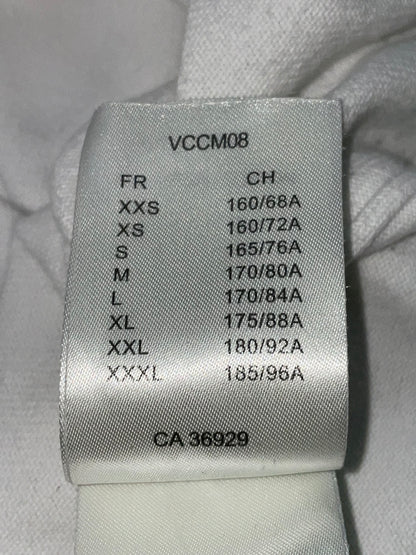 VCCM08
FR CH
XXS 160/68A
XS 160/72A
S 165/76A
M 170/80A
L 170/84A
XL 175/88A
XXL 180/92A
XXXL 185/96A
CA 36929